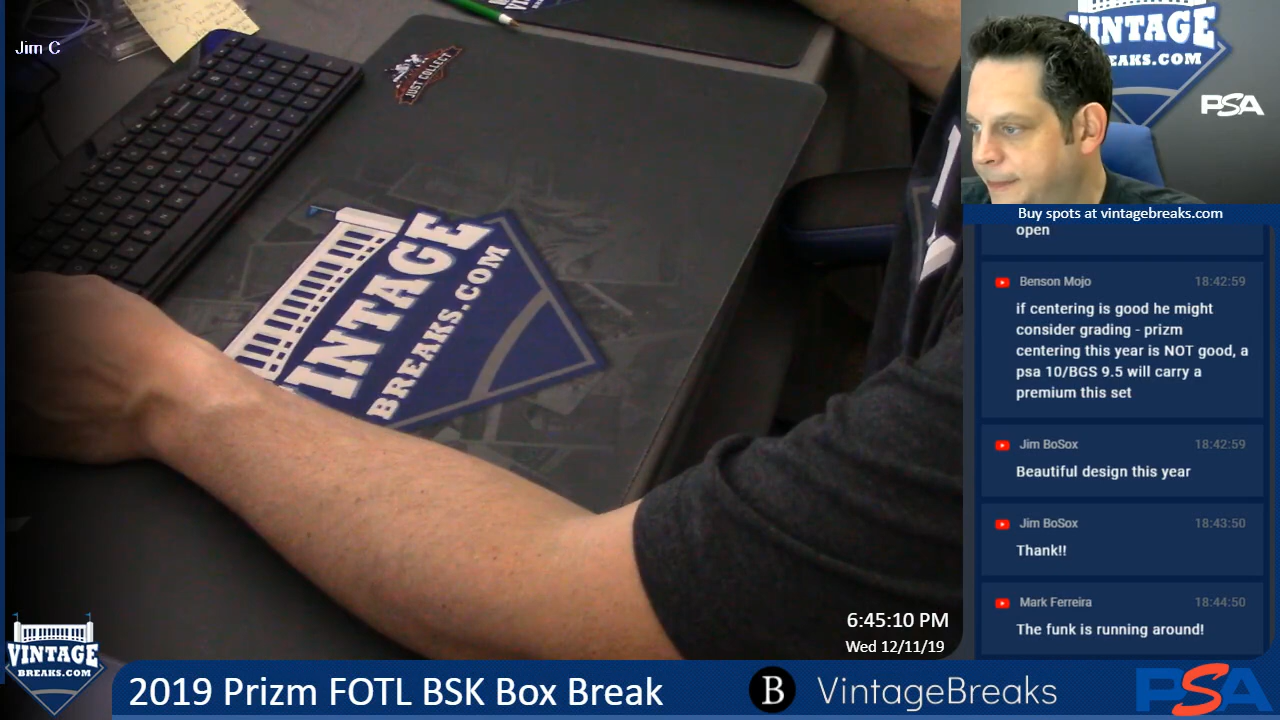 Jim C
JUST COLLECT
VINTAGE
BREAKS.COM
VINTAGE
EAKS.COM
PSA
Buy spots at vintagebreaks.com
open
Benson Mojo 18:42:59
if centering is good he might
consider grading - prizm
centering this year is NOT good, a
psa 10/BGS 9.5 will carry a
premium this set
Jim BoSox 18:42:59
Beautiful design this year
Jim BoSox 18:43:50
Thank!!
Mark Ferreira 18:44:50
The funk is running around!
6:45:10 PM
Wed 12/11/19
VINTAGE
BREAKS.COM
2019 Prizm FOTL BSK Box Break
B VintageBreaks
PSA